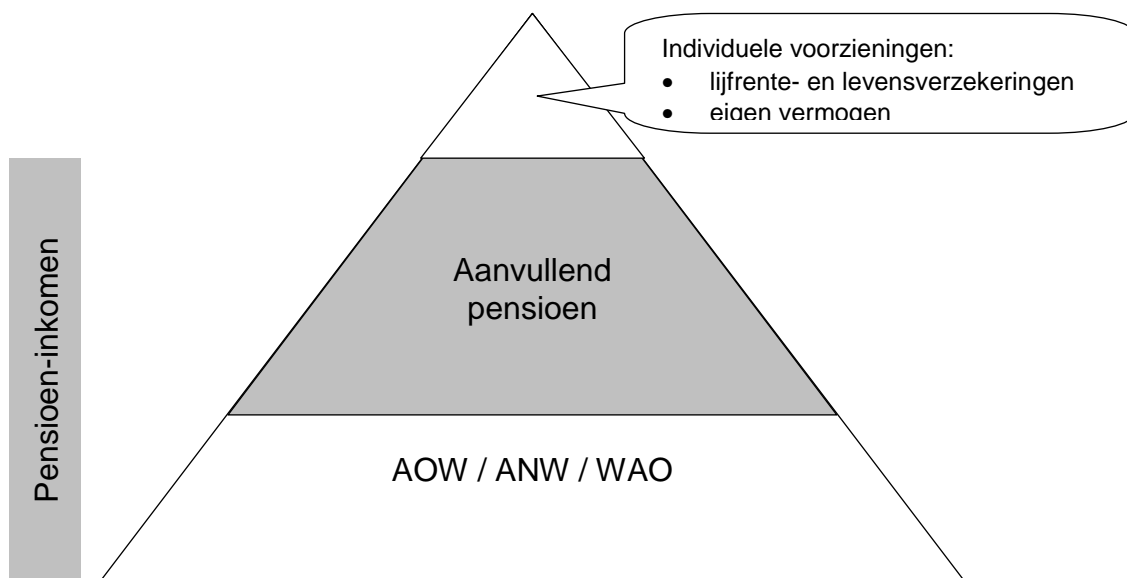 Individuele voorzieningen:
• lijfrente- en levensverzekeringen
• eigen vermogen
Aanvullend
pensioen
Pensioen-inkomen
AOW / ANW / WAO